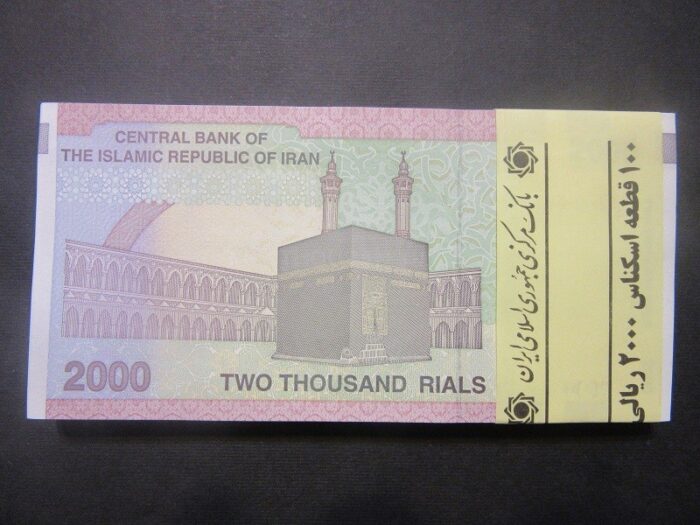 CENTRAL BANK OF
THE ISLAMIC REPUBLIC OF IRAN
2000
TWO THOUSAND RIALS
بانک مرکزی جمهوری اسلامی ایران
۱۰۰ قطعه اسکناس ۲۰۰۰ ریالی